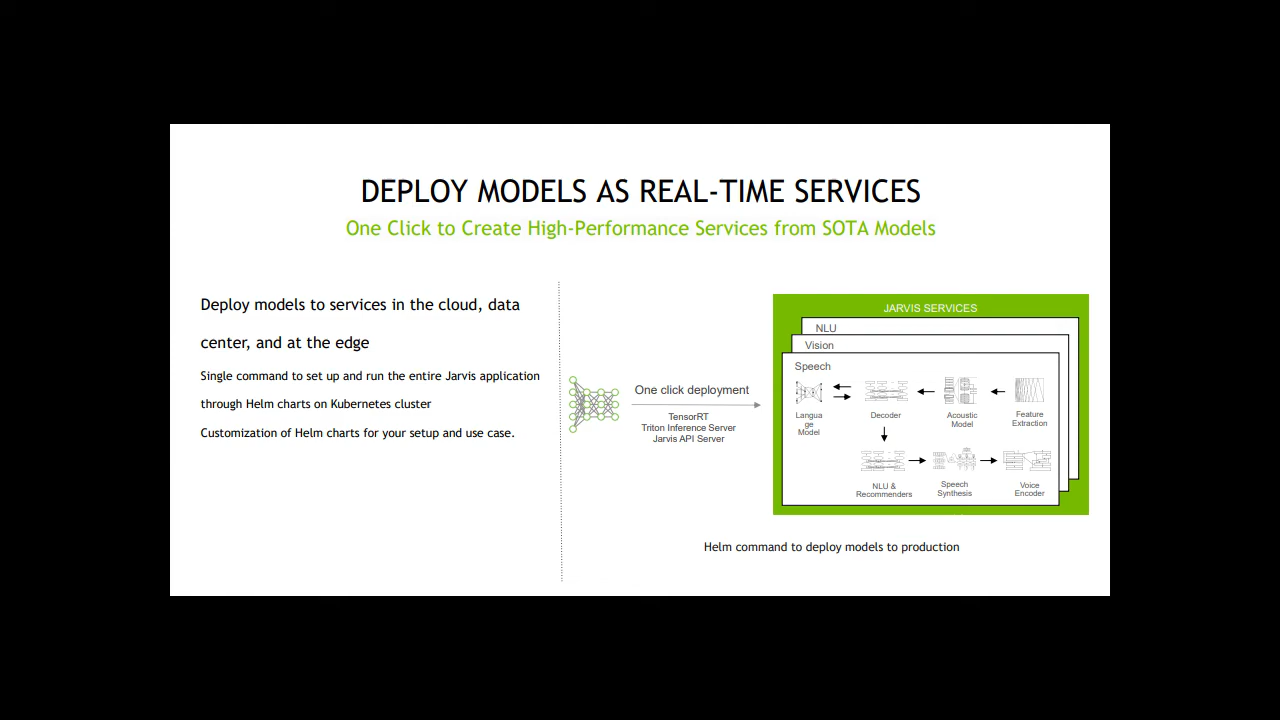 DEPLOY MODELS AS REAL-TIME SERVICES
One Click to Create High-Performance Services from SOTA Models
Deploy models to services in the cloud, data
center, and at the edge
Single command to set up and run the entire Jarvis application
through Helm charts on Kubernetes cluster
Customization of Helm charts for your setup and use case.
One click deployment
TensorRT
Triton Inference Server
Jarvis API Server
JARVIS SERVICES
NLU
Vision
Speech
Langua
ge
Model
Decoder
Acoustic
Model
Feature
Extraction
NLU &
Recommenders
Speech
Synthesis
Voice
Encoder
Helm command to deploy models to production